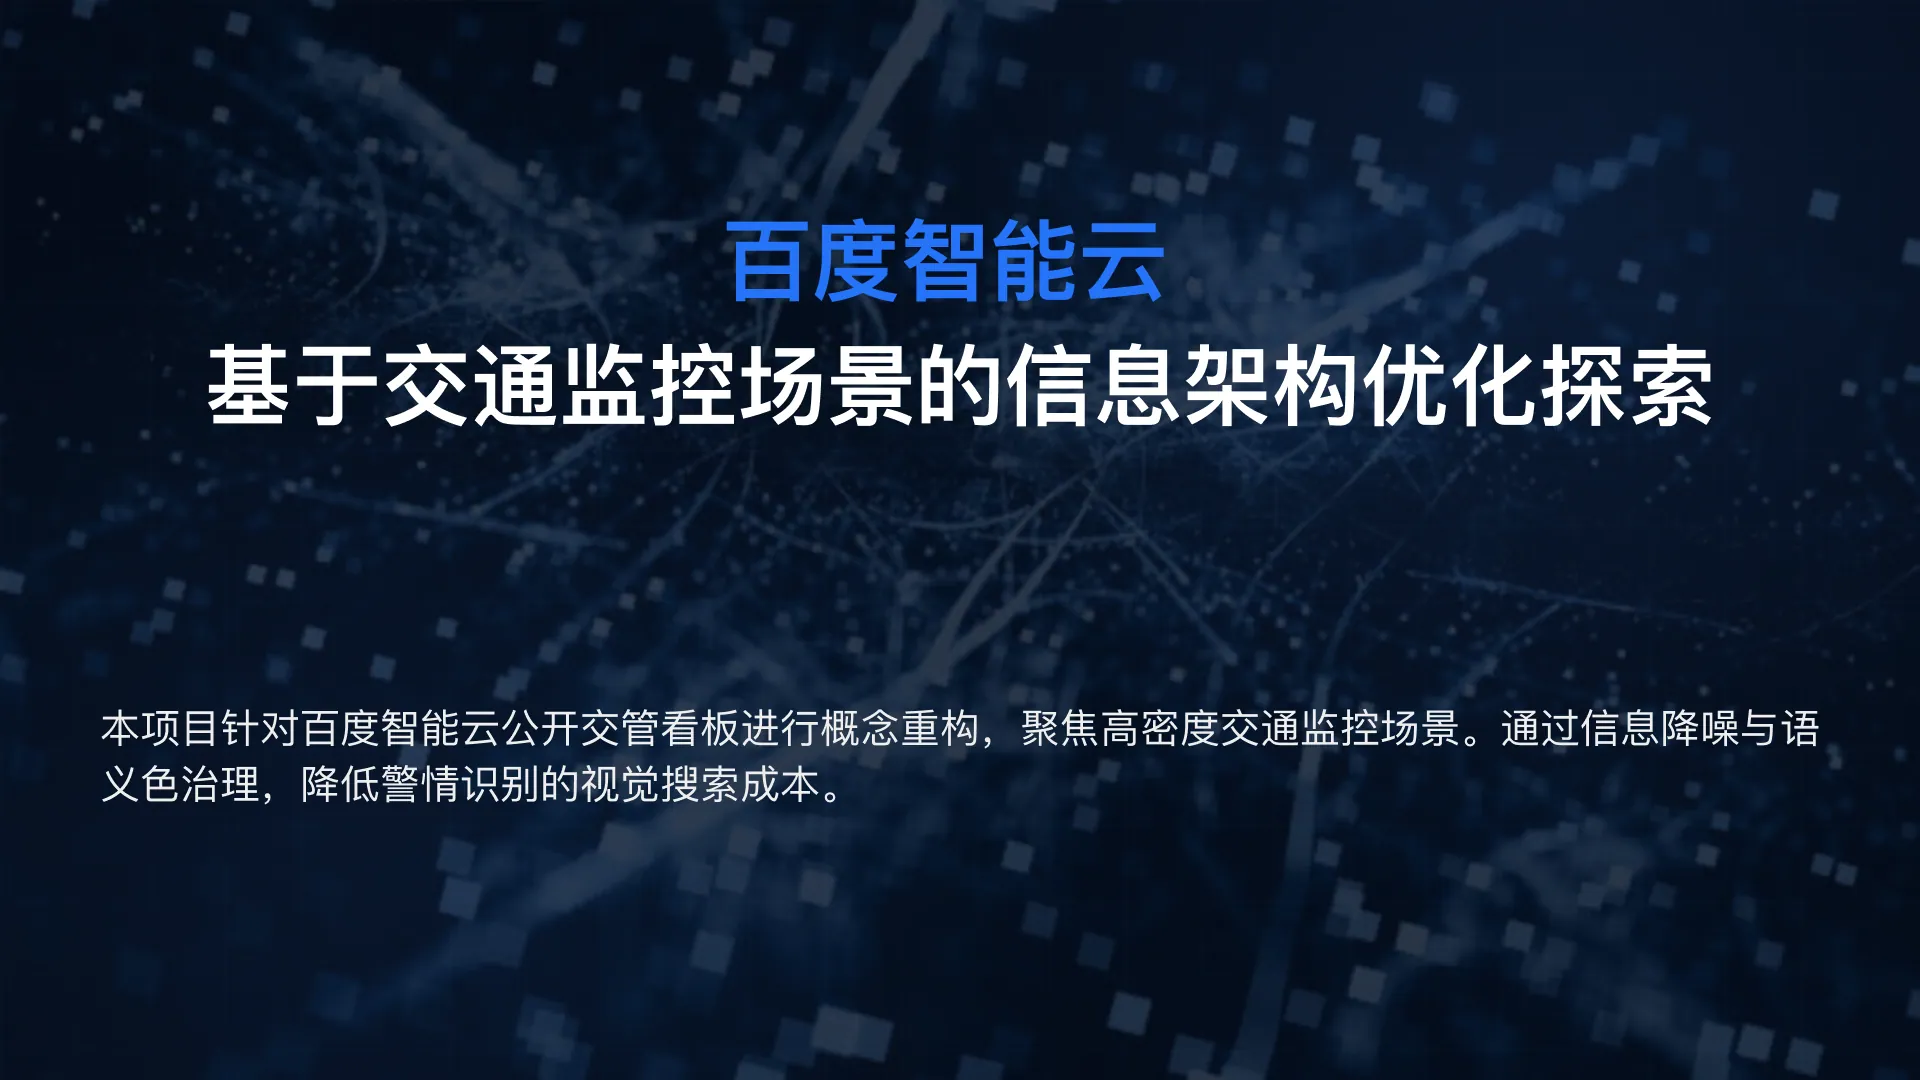 百度智能云
基于交通监控场景的信息架构优化探索
本项目针对百度智能云公开交管看板进行概念重构，聚焦高密度交通监控场景。通过信息降噪与语
义色治理，降低警情识别的视觉搜索成本。